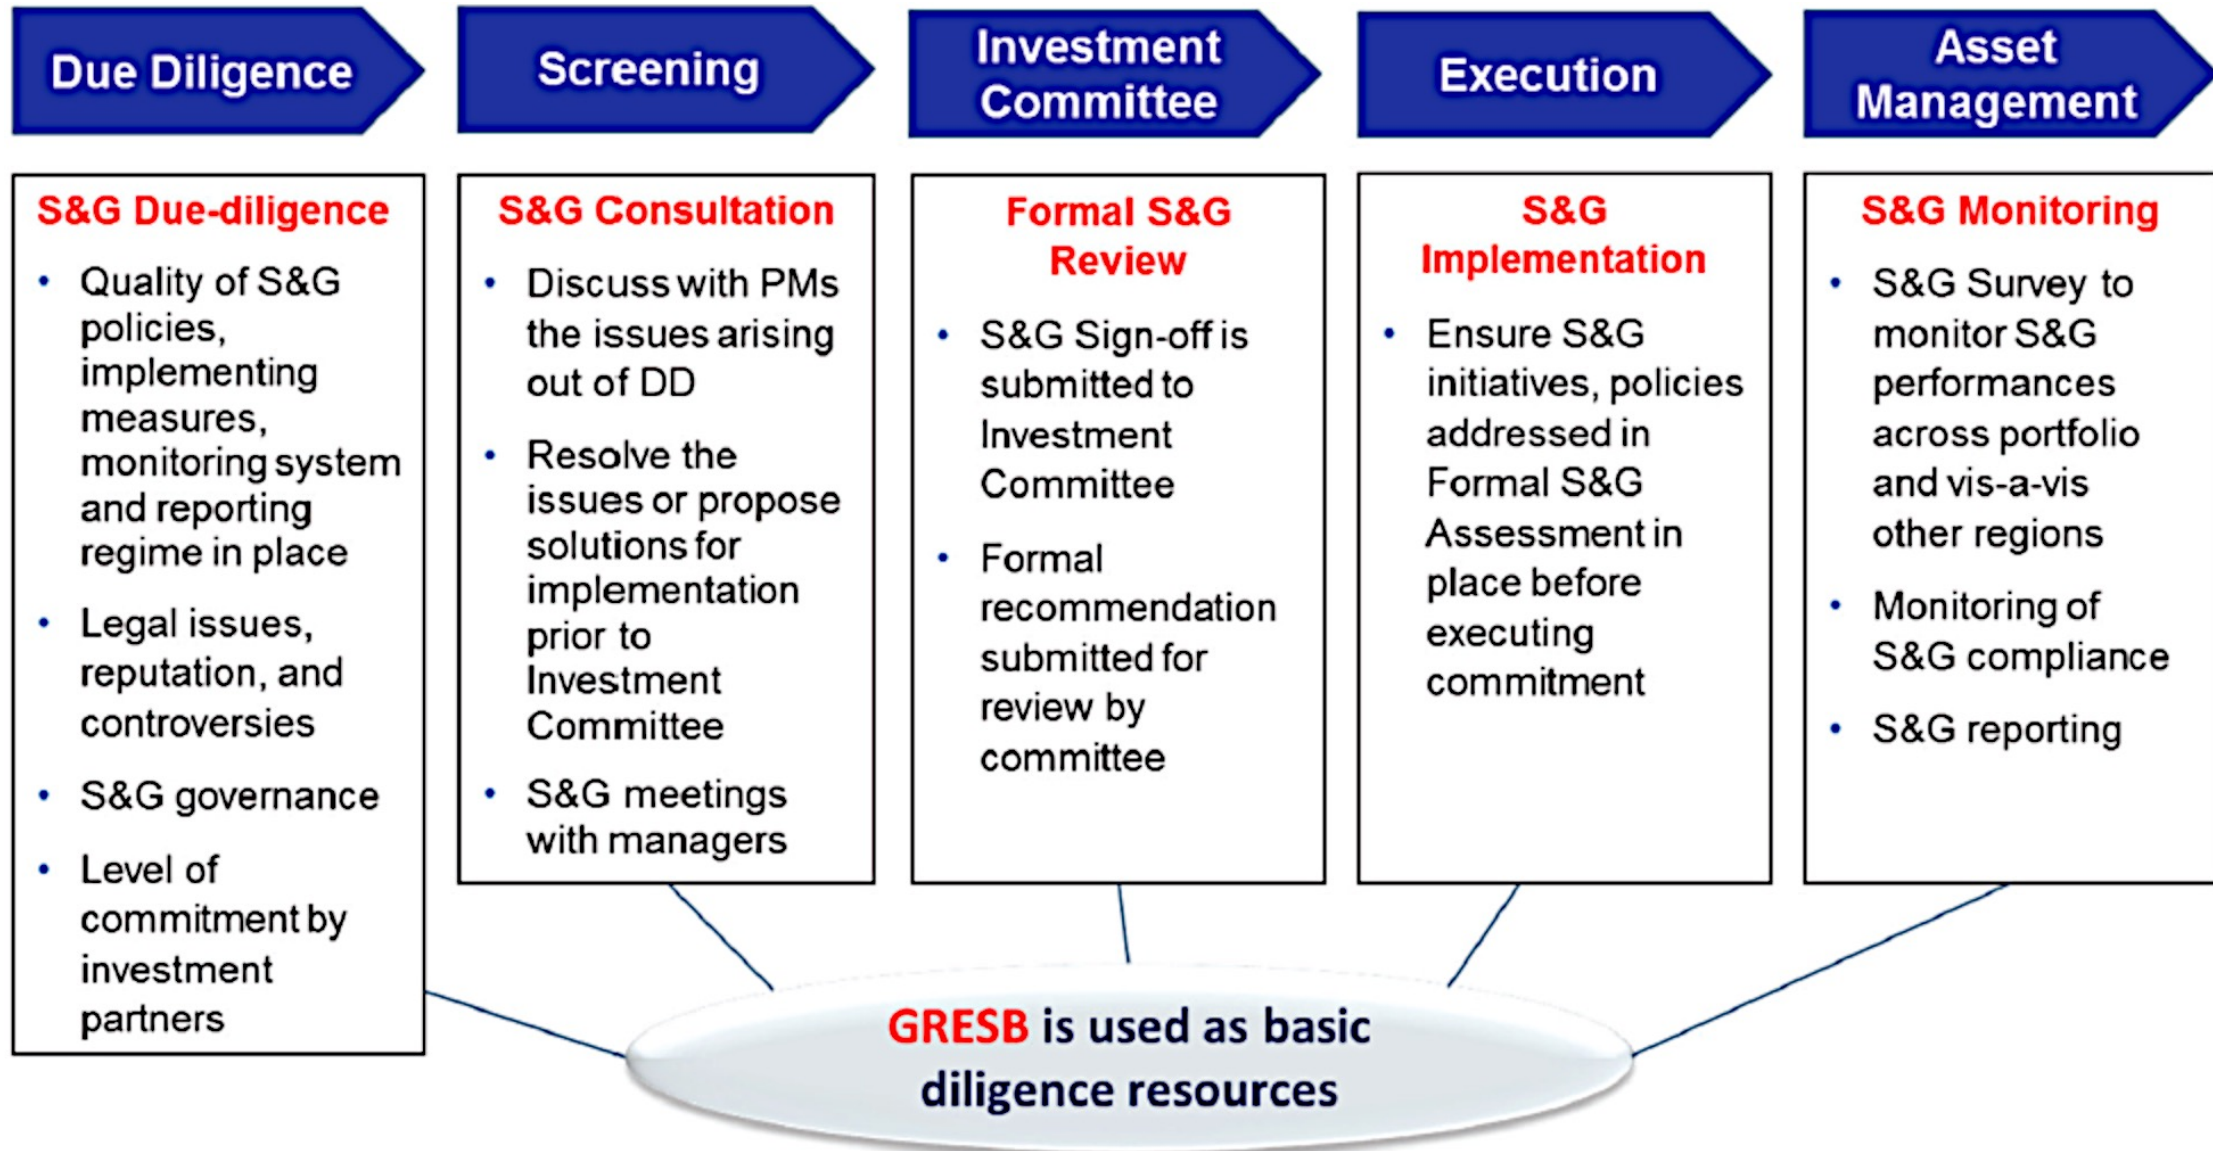 Due Diligence
Screening
Investment
Committee
Execution
Asset
Management
S&G Due-diligence
• Quality of S&G
policies,
implementing
measures,
monitoring system
and reporting
regime in place
• Legal issues,
reputation, and
controversies
• S&G governance
• Level of
commitment by
investment
partners
S&G Consultation
• Discuss with PMs
the issues arising
out of DD
• Resolve the
issues or propose
solutions for
implementation
prior to
Investment
Committee
• S&G meetings
with managers
Formal S&G
Review
• S&G Sign-off is
submitted to
Investment
Committee
• Formal
recommendation
submitted for
review by
committee
S&G
Implementation
• Ensure S&G
initiatives, policies
addressed in
Formal S&G
Assessment in
place before
executing
commitment
S&G Monitoring
• S&G Survey to
monitor S&G
performances
across portfolio
and vis-a-vis
other regions
• Monitoring of
S&G compliance
• S&G reporting
GRESB is used as basic
diligence resources